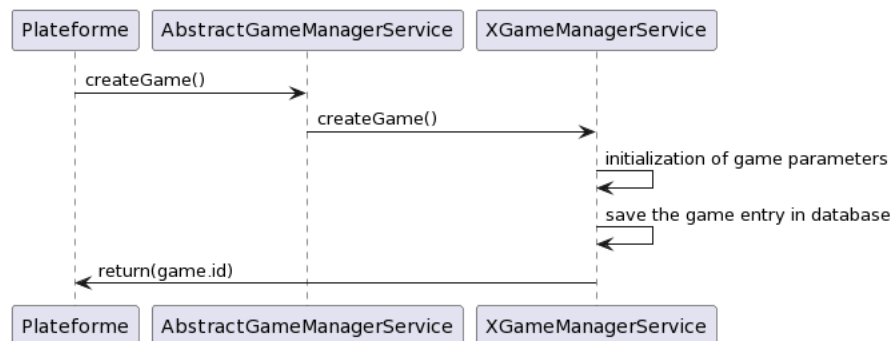 Plateforme
AbstractGameManagerService
XGameManagerService
createGame()
createGame()
initialization of game parameters
save the game entry in database
return(game.id)
Plateforme
AbstractGameManagerService
XGameManagerService